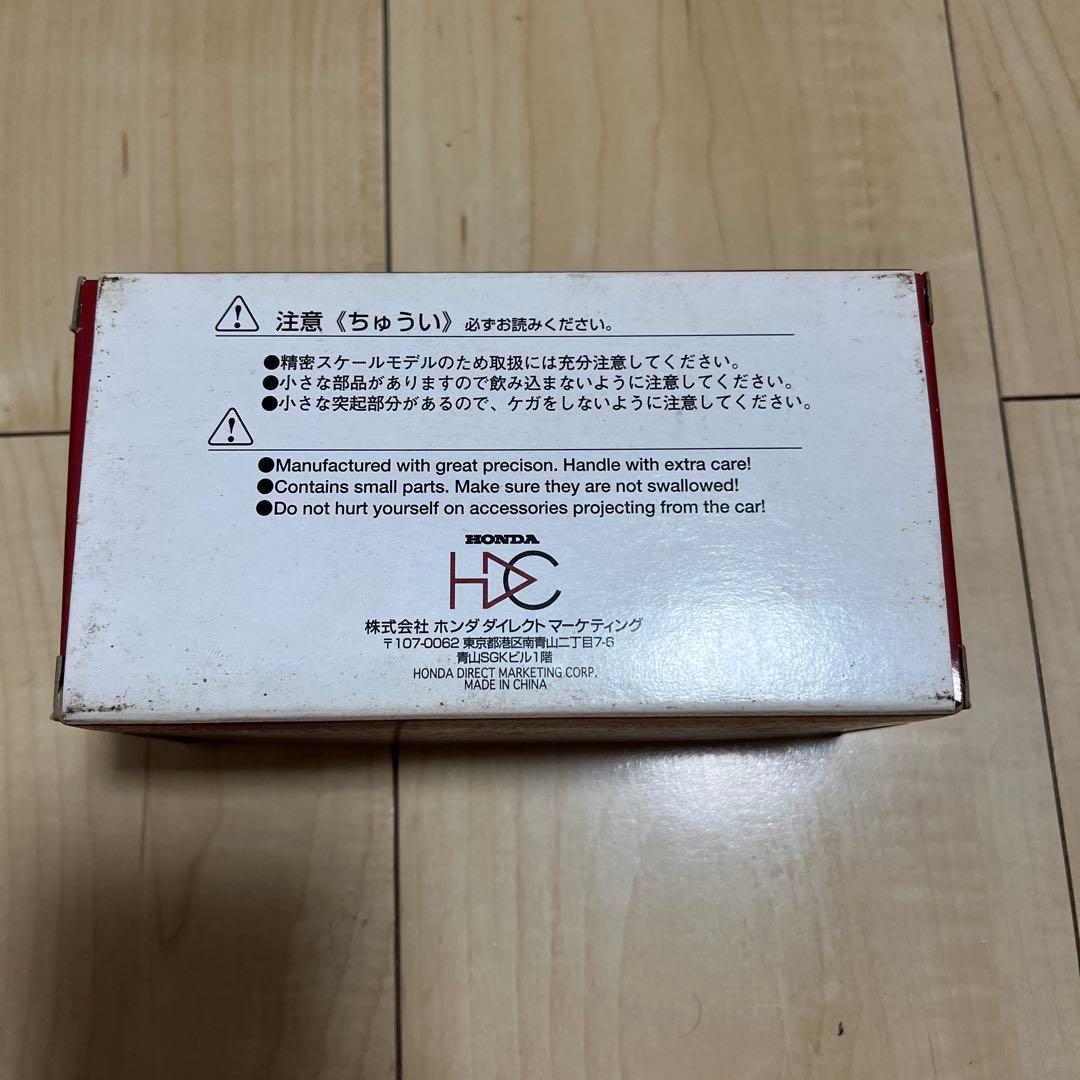 注意《ちゅうい》 必ずお読みください。
●精密スケールモデルのため取扱には充分注意してください。
●小さな部品がありますので飲み込まないように注意してください。
●小さな突起部分があるので、ケガをしないように注意してください。
●Manufactured with great precison. Handle with extra care!
●Contains small parts. Make sure they are not swallowed!
●Do not hurt yourself on accessories projecting from the car!
HONDA
HDC
株式会社 ホンダ ダイレクト マーケティング
〒107-0062 東京都港区南青山二丁目7-6
青山SGKビル1階
HONDA DIRECT MARKETING CORP.
MADE IN CHINA